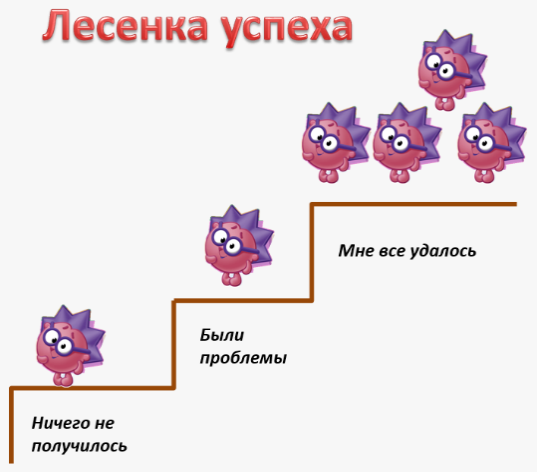 Лесенка успеха
Мне все удалось
Были
проблемы
Ничего не
получилось